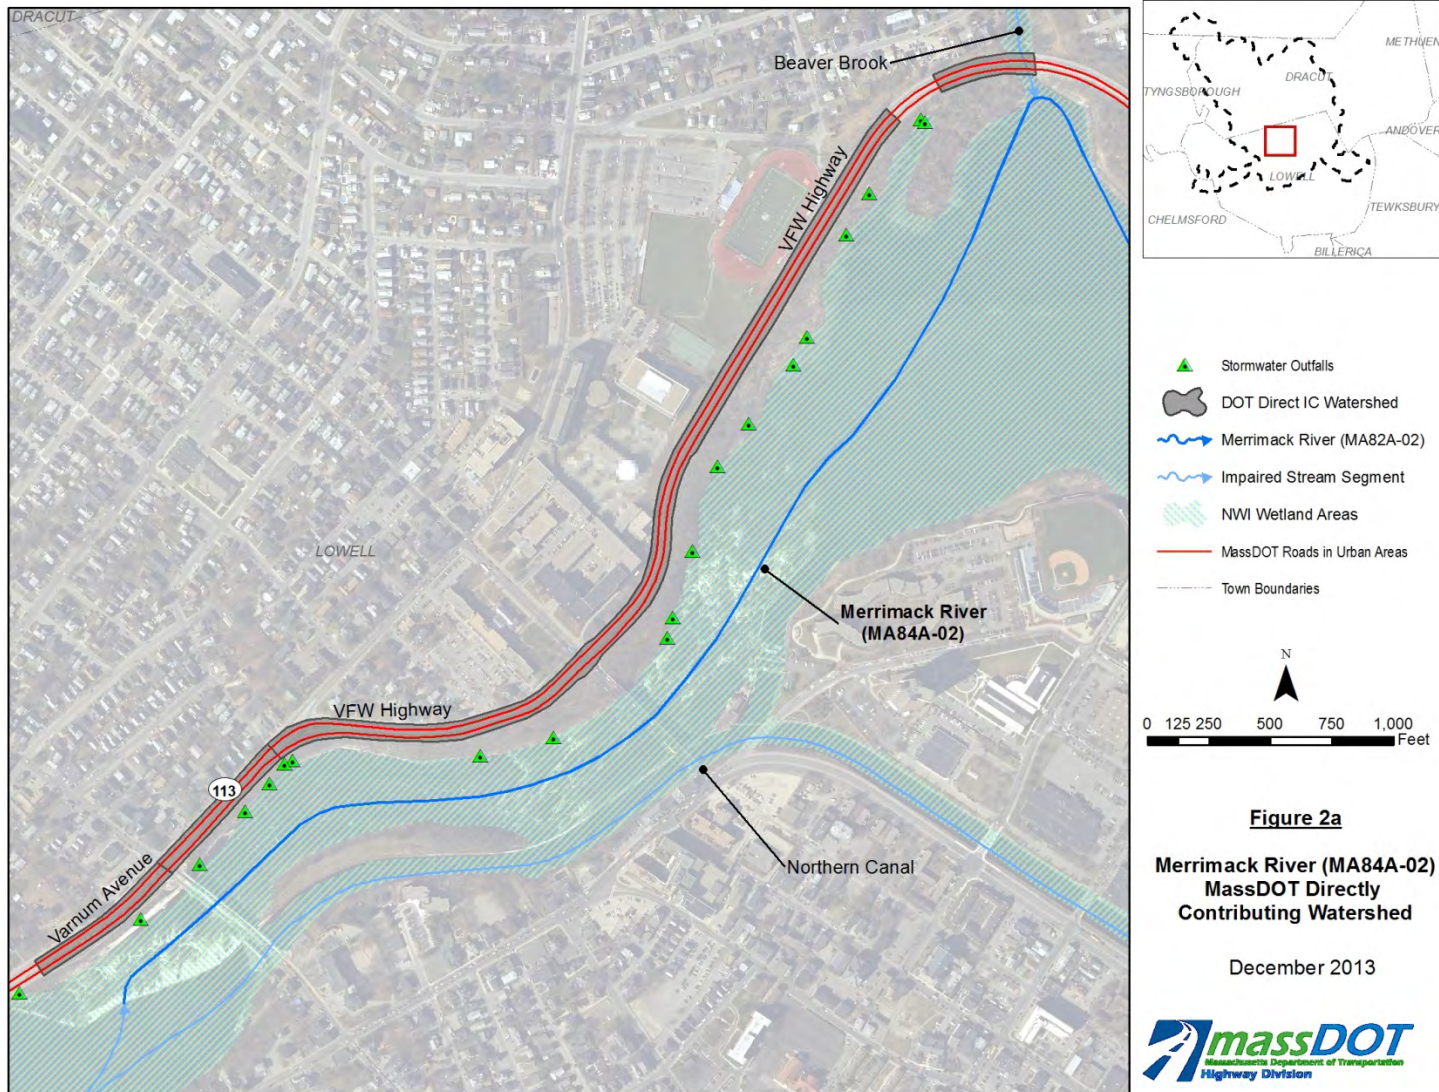 DRACUT
Beaver Brook
VFW Highway
LOWELL
Merrimack River
(MA84A-02)
VFW Highway
113
Northern Canal
Varnum Avenue
METHUEN
DRACUT
TYNGSBOROUGH
ANDOVER
LOWELL
TEWKSBURY
CHELMSFORD
BILLERICA
Stormwater Outfalls
DOT Direct IC Watershed
Merrimack River (MA82A-02)
Impaired Stream Segment
NWI Wetland Areas
MassDOT Roads in Urban Areas
Town Boundaries
N
0 125 250 500 750 1,000
Feet
Figure 2a
Merrimack River (MA84A-02)
MassDOT Directly
Contributing Watershed
December 2013
massDOT
Massachusetts Department of Transportation
Highway Division